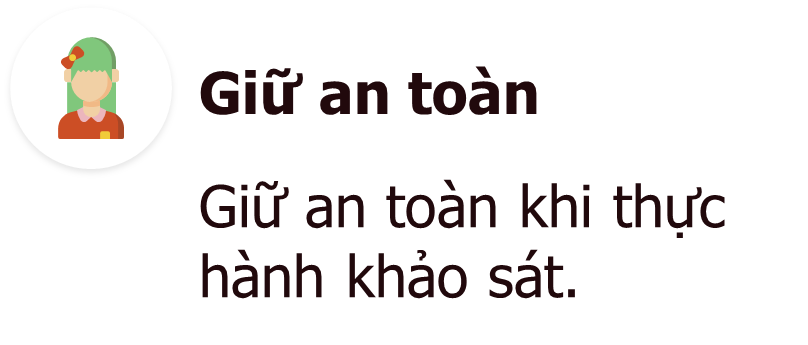 Giữ an toàn
Giữ an toàn khi thực
hành khảo sát.